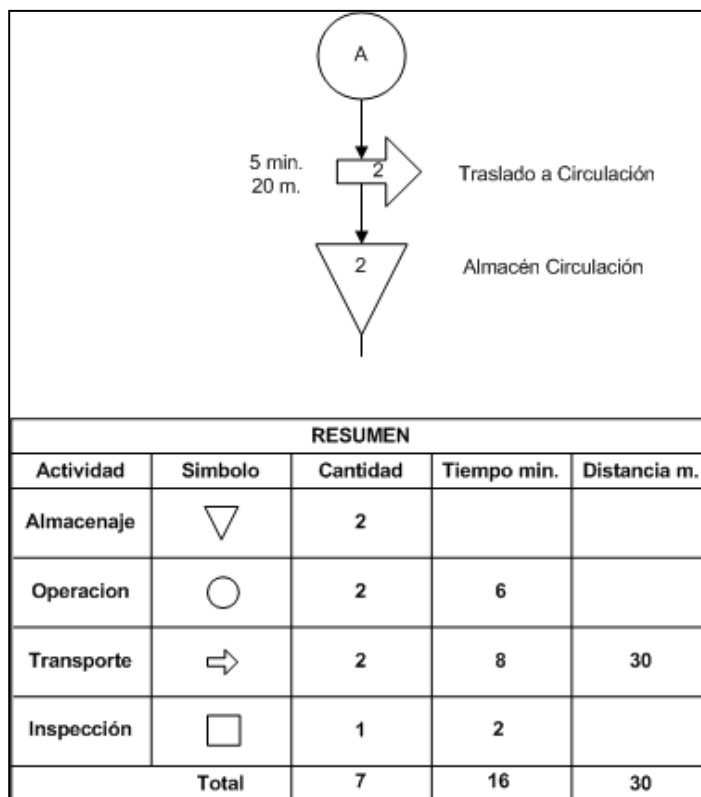 A
5 min.
20 m.
2
Traslado a Circulación
2
Almacén Circulación
RESUMEN
Actividad Simbolo Cantidad Tiempo min. Distancia m.
Almacenaje 2
Operacion 2 6
Transporte 2 8 30
Inspección 1 2
Total 7 16 30